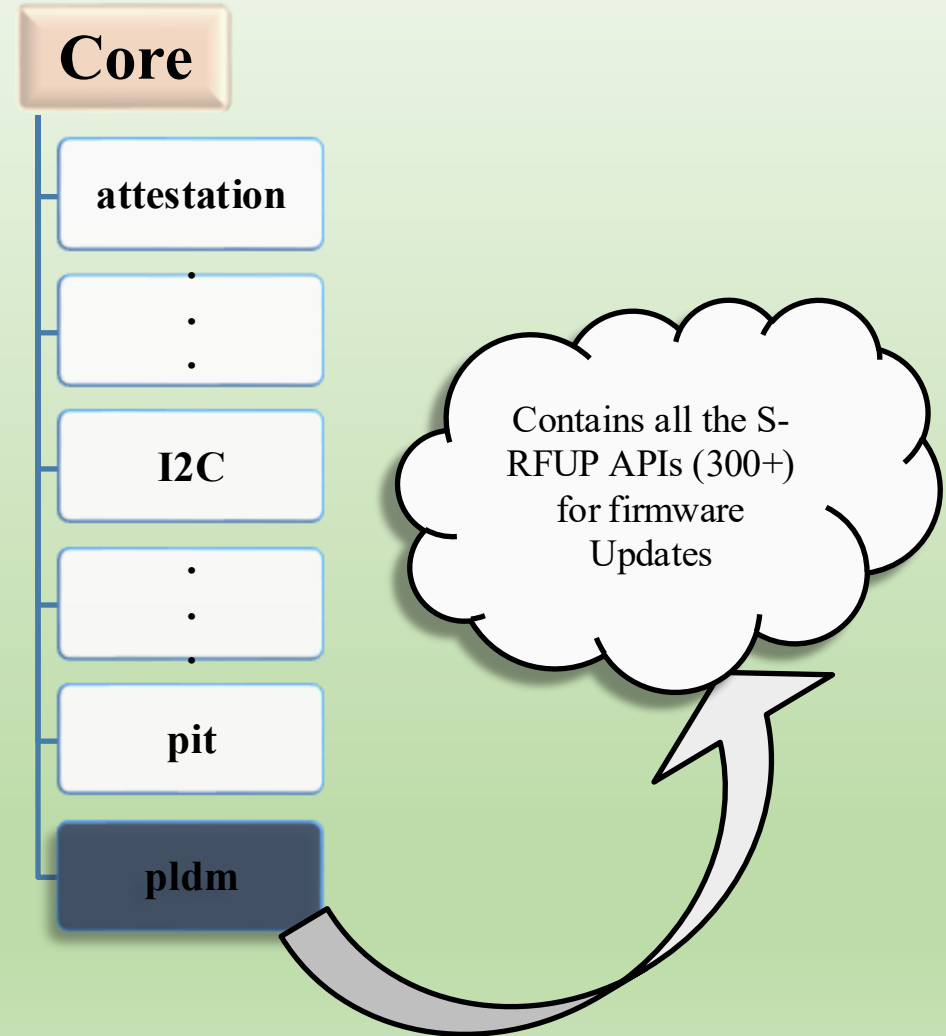 Core
attestation
.
.
.
I2C
.
.
.
pit
pldm
Contains all the S-
RFUP APIs (300+)
for firmware
Updates